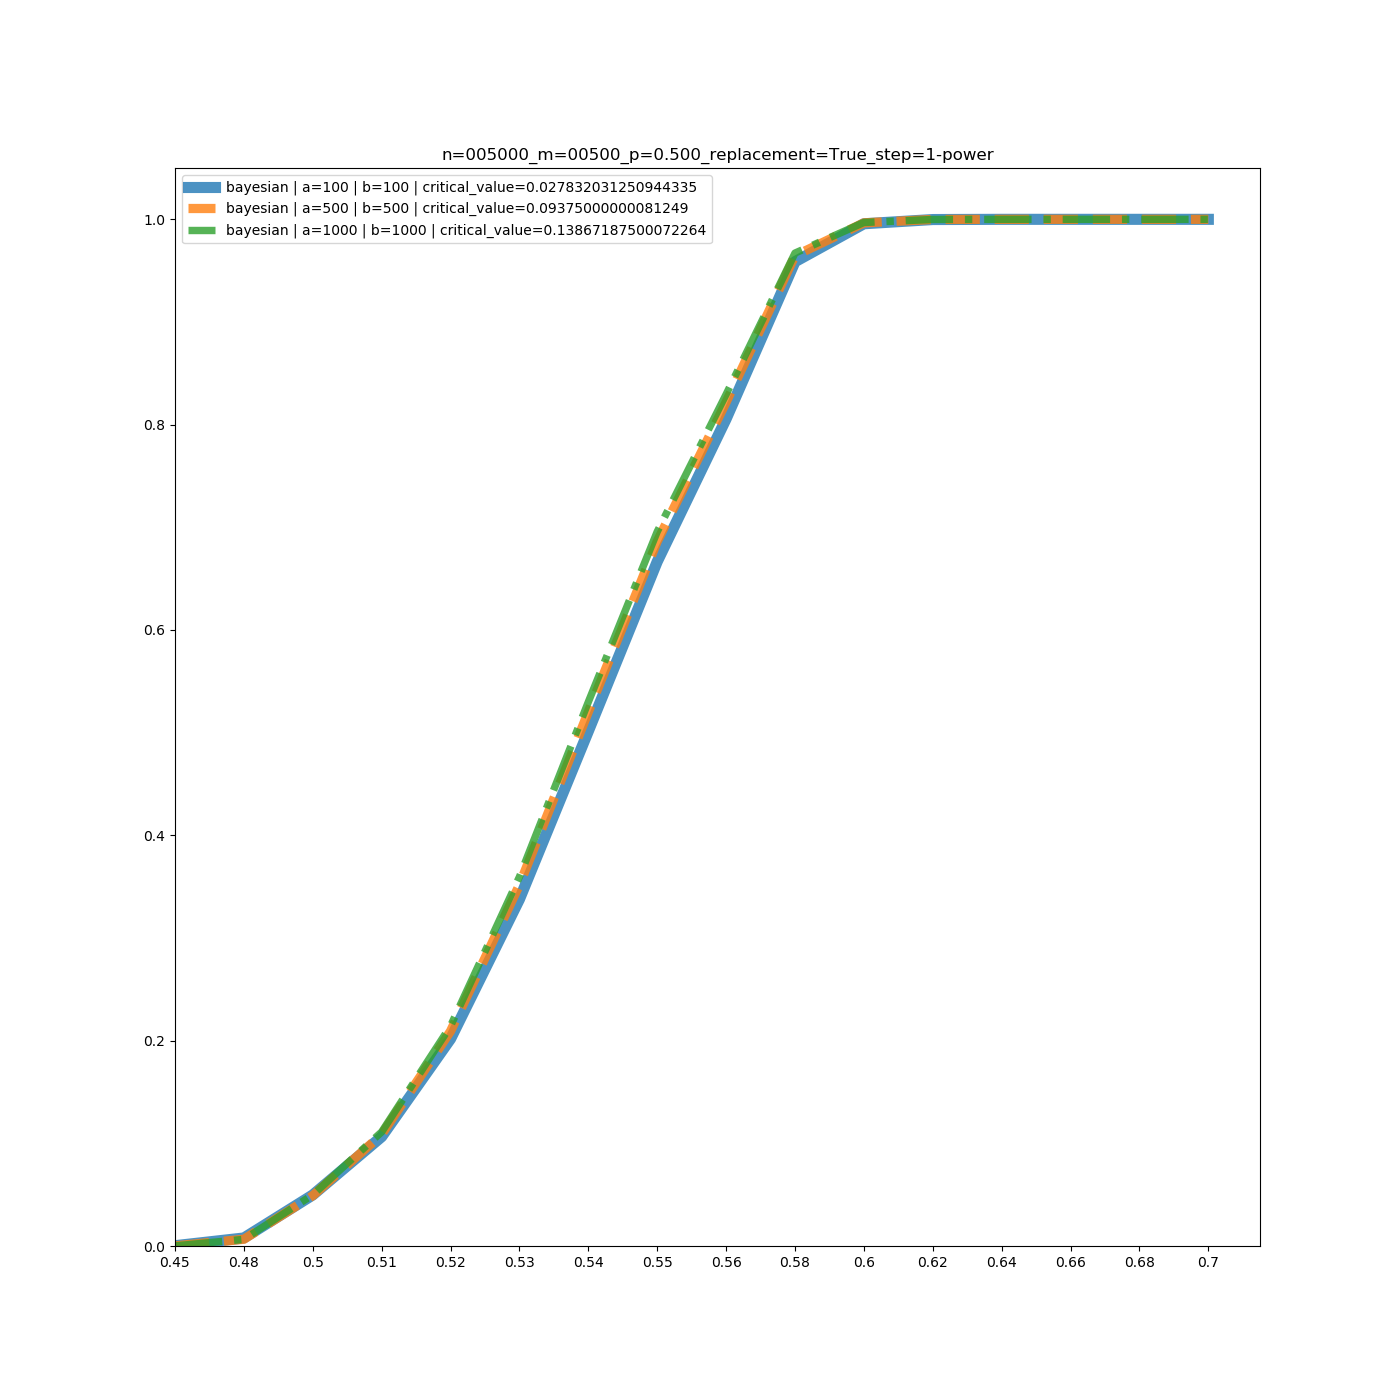 n=005000_m=00500_p=0.500_replacement=True_step=1-power
bayesian | a=100 | b=100 | critical_value=0.027832031250944335
bayesian | a=500 | b=500 | critical_value=0.09375000000081249
bayesian | a=1000 | b=1000 | critical_value=0.13867187500072264
1.0
0.8
0.6
0.4
0.2
0.0
0.45 0.48 0.5 0.51 0.52 0.53 0.54 0.55 0.56 0.58 0.6 0.62 0.64 0.66 0.68 0.7